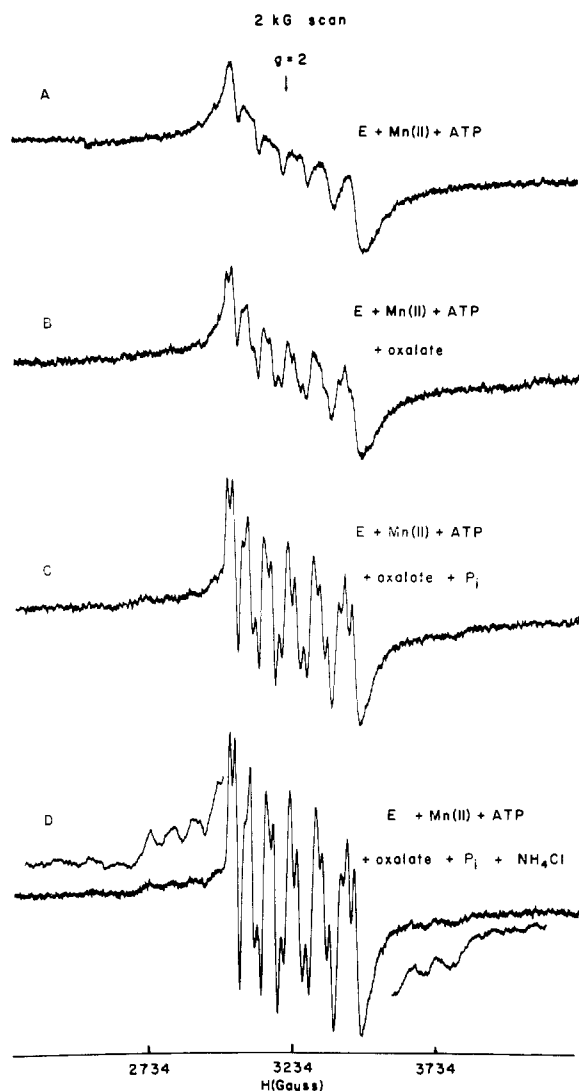 2 kG scan
g = 2
A
E + Mn(II) + ATP
B
E + Mn(II) + ATP
+ oxalate
C
E + Mn(II) + ATP
+ oxalate + Pi
D
E + Mn(II) + ATP
+ oxalate + Pi + NH4Cl
2734 3234 3734
H(Gauss)